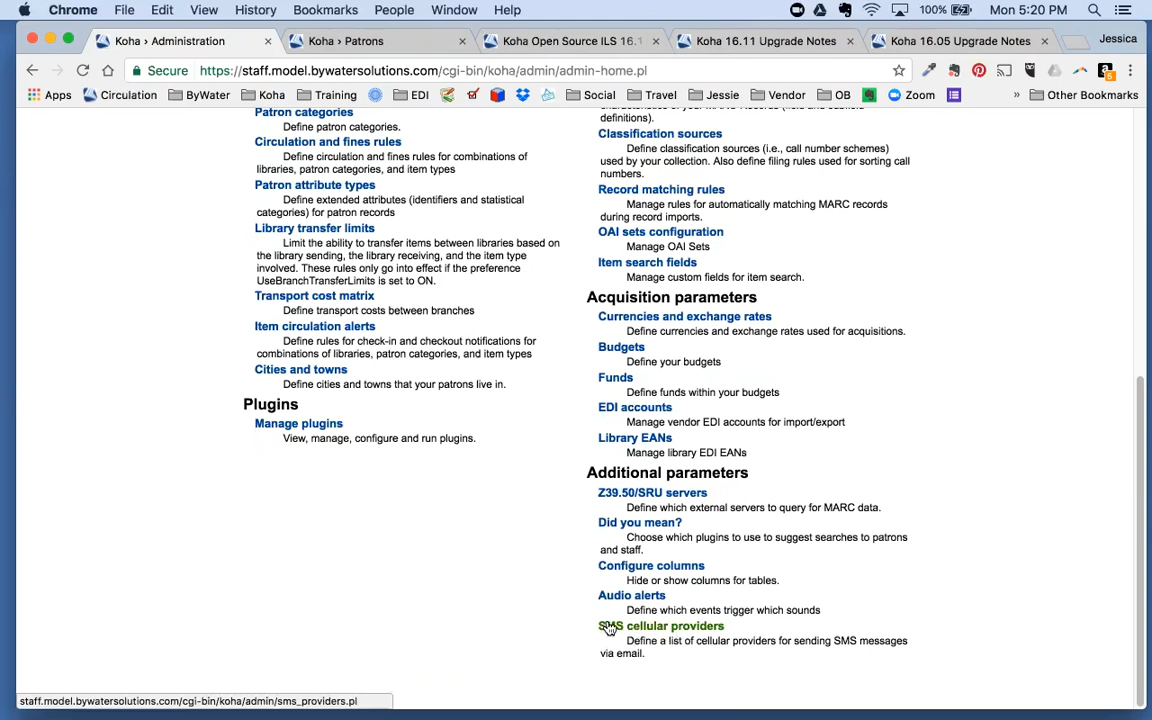 Chrome File Edit View History Bookmarks People Window Help 100% Mon 5:20 PM
Koha › Administration Koha › Patrons Koha Open Source ILS 16.1 Koha 16.11 Upgrade Notes Koha 16.05 Upgrade Notes Jessica
Secure https://staff.model.bywatersolutions.com/cgi-bin/koha/admin/admin-home.pl
Apps Circulation ByWater Koha Training EDI Social Travel Jessie Vendor OB Zoom » Other Bookmarks
Patron categories
Define patron categories.
Circulation and fines rules
Define circulation and fines rules for combinations of
libraries, patron categories, and item types
Patron attribute types
Define extended attributes (identifiers and statistical
categories) for patron records
Library transfer limits
Limit the ability to transfer items between libraries based on
the library sending, the library receiving, and the item type
involved. These rules only go into effect if the preference
UseBranchTransferLimits is set to ON.
Transport cost matrix
Define transport costs between branches
Item circulation alerts
Define rules for check-in and checkout notifications for
combinations of libraries, patron categories, and item types
Cities and towns
Define cities and towns that your patrons live in.
Plugins
Manage plugins
View, manage, configure and run plugins.
definitions).
Classification sources
Define classification sources (i.e., call number schemes)
used by your collection. Also define filing rules used for sorting call
numbers.
Record matching rules
Manage rules for automatically matching MARC records
during record imports.
OAI sets configuration
Manage OAI Sets
Item search fields
Manage custom fields for item search.
Acquisition parameters
Currencies and exchange rates
Define currencies and exchange rates used for acquisitions.
Budgets
Define your budgets
Funds
Define funds within your budgets
EDI accounts
Manage vendor EDI accounts for import/export
Library EANs
Manage library EDI EANs
Additional parameters
Z39.50/SRU servers
Define which external servers to query for MARC data.
Did you mean?
Choose which plugins to use to suggest searches to patrons
and staff.
Configure columns
Hide or show columns for tables.
Audio alerts
Define which events trigger which sounds
SMS cellular providers
Define a list of cellular providers for sending SMS messages
via email.
staff.model.bywatersolutions.com/cgi-bin/koha/admin/sms_providers.pl